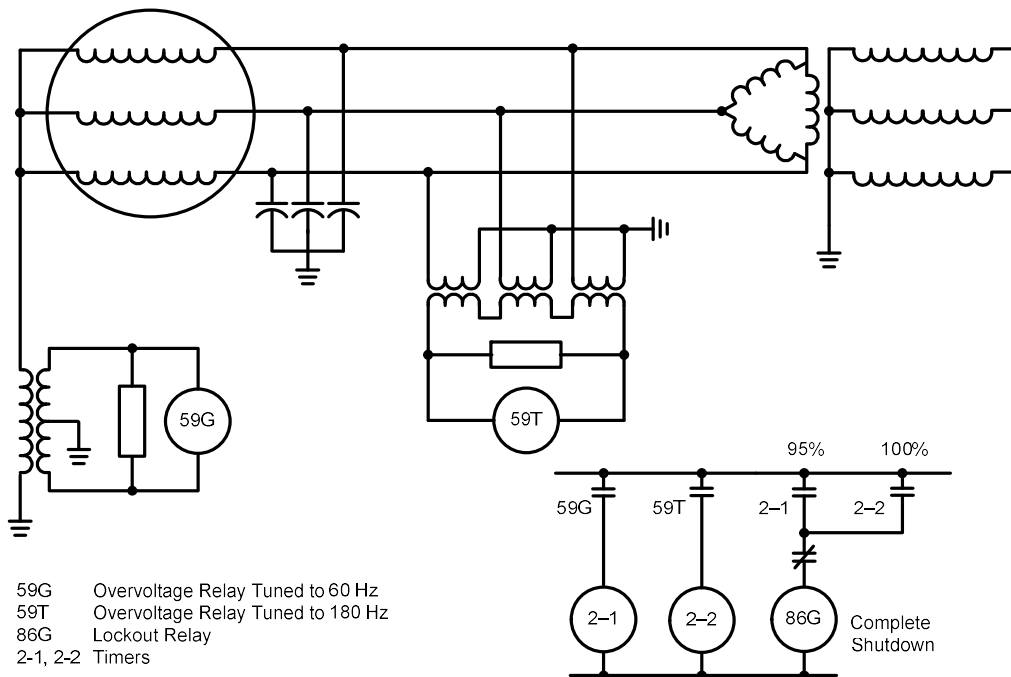 59G
59T
95% 100%
59G 59T 2–1 2–2
2–1 2–2 86G Complete
Shutdown
59G Overvoltage Relay Tuned to 60 Hz
59T Overvoltage Relay Tuned to 180 Hz
86G Lockout Relay
2-1, 2-2 Timers